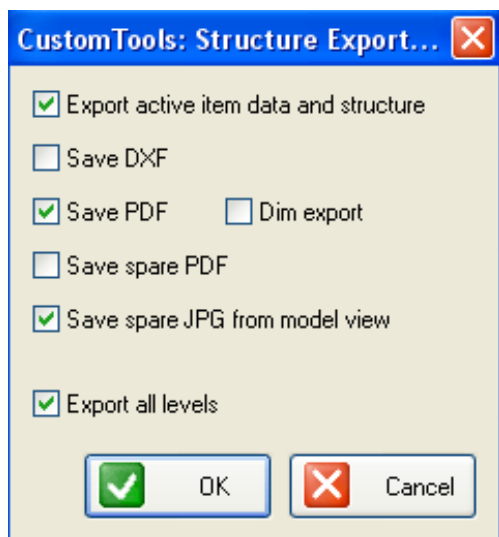 CustomTools: Structure Export...
Export active item data and structure
Save DXF
Save PDF Dim export
Save spare PDF
Save spare JPG from model view
Export all levels
OK Cancel